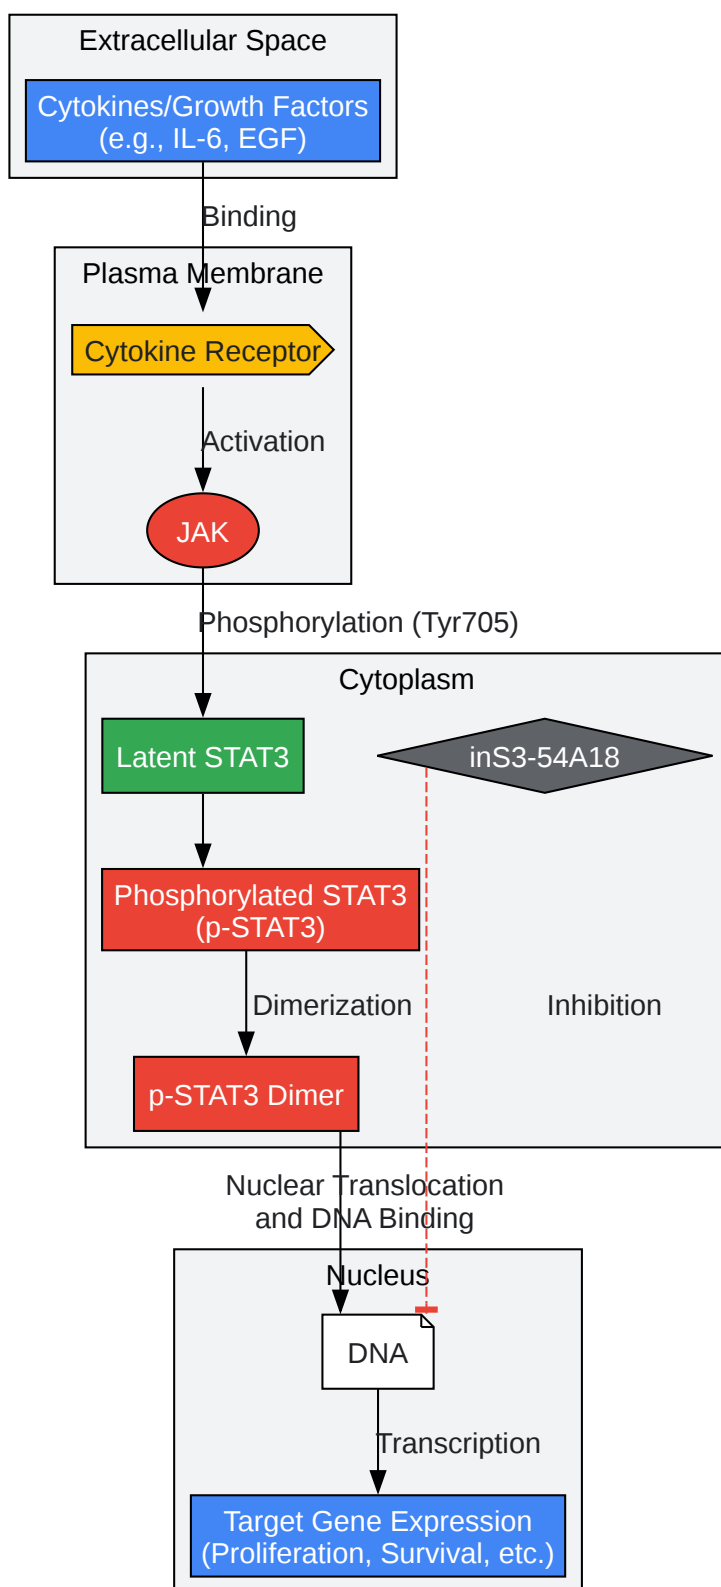 Extracellular Space
Cytokines/Growth Factors
(e.g., IL-6, EGF)
Binding
Plasma Membrane
Cytokine Receptor
Activation
JAK
Phosphorylation (Tyr705)
Cytoplasm
Latent STAT3
inS3-54A18
Phosphorylated STAT3
(p-STAT3)
Dimerization
Inhibition
p-STAT3 Dimer
Nuclear Translocation
and DNA Binding
Nucleus
DNA
Transcription
Target Gene Expression
(Proliferation, Survival, etc.)